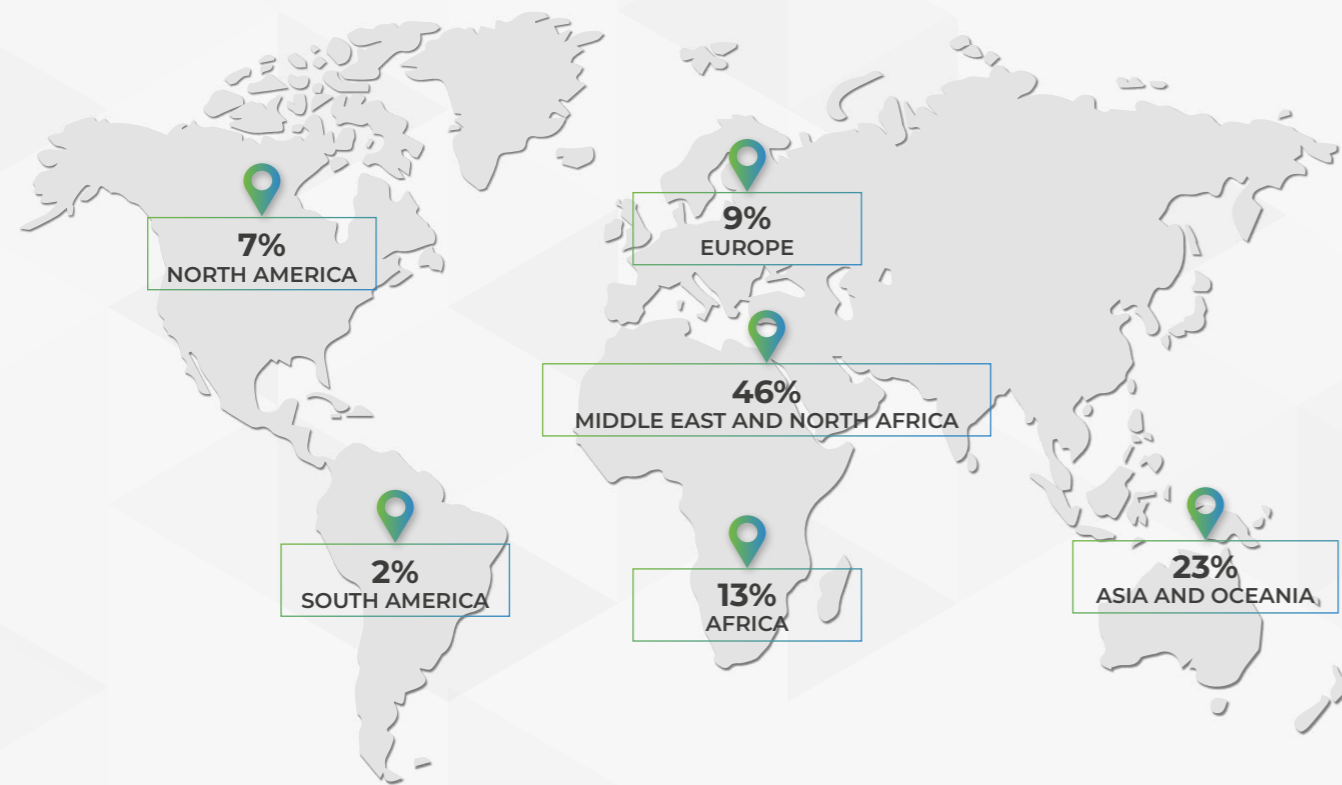 9%
EUROPE
7%
NORTH AMERICA
46%
MIDDLE EAST AND NORTH AFRICA
2%
SOUTH AMERICA
13%
AFRICA
23%
ASIA AND OCEANIA